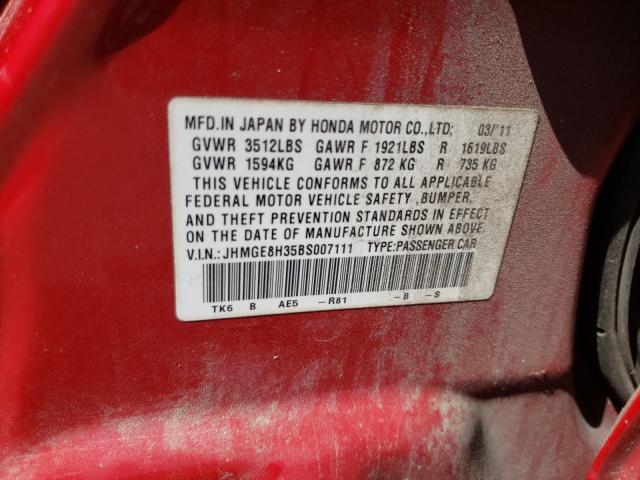 MFD.IN JAPAN BY HONDA MOTOR CO.,LTD; 03/'11
GVWR 3512LBS GAWR F 1921LBS R 1619LBS
GVWR 1594KG GAWR F 872 KG R 735 KG
THIS VEHICLE CONFORMS TO ALL APPLICABLE
FEDERAL MOTOR VEHICLE SAFETY ,BUMPER,
AND THEFT PREVENTION STANDARDS IN EFFECT
ON THE DATE OF MANUFACTURE SHOWN ABOVE.
V.I.N.: JHMGE8H35BS007111 TYPE:PASSENGER CAR
TK6 B AE5 -R81 -B -S